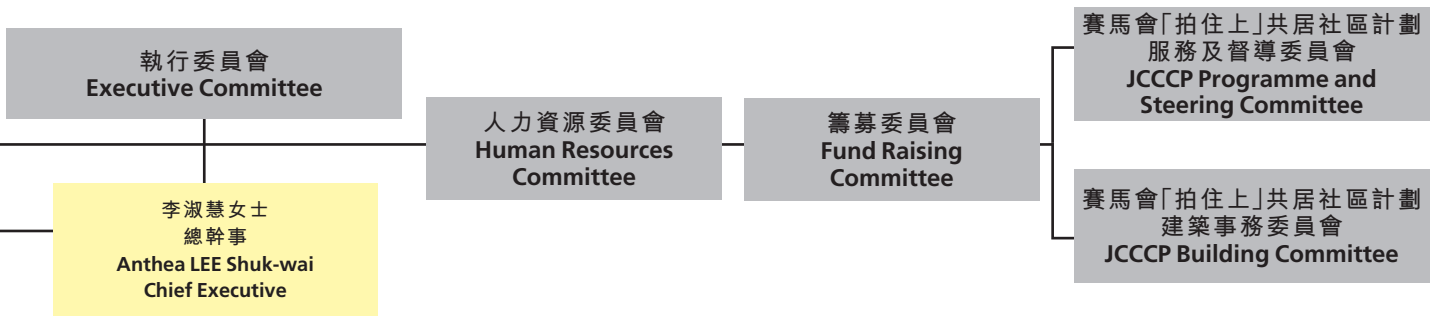 執行委員會
Executive Committee
李淑慧女士
總幹事
Anthea LEE Shuk-wai
Chief Executive
人力資源委員會
Human Resources
Committee
籌募委員會
Fund Raising
Committee
賽馬會「拍住上」共居社區計劃
服務及督導委員會
JCCCP Programme and
Steering Committee
賽馬會「拍住上」共居社區計劃
建築事務委員會
JCCCP Building Committee